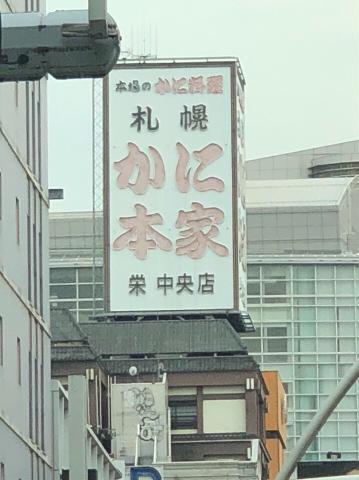 本場のかに料理
札幌
かに
本家
栄 中央店
P